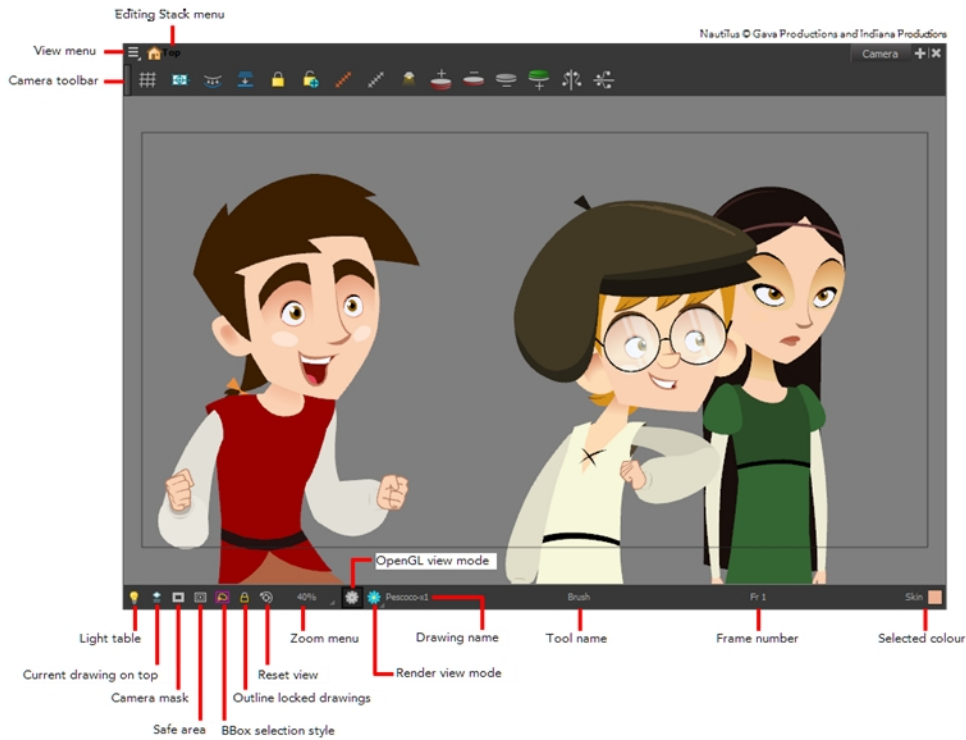 Editing Stack menu
Nautilus © Gava Productions and Indiana Productions
View menu
Top
Camera
Camera toolbar
OpenGL view mode
40%
Pescoco-x1
Brush
Fr 1
Skin
Light table
Zoom menu
Drawing name
Tool name
Frame number
Selected colour
Current drawing on top
Reset view
Render view mode
Camera mask
Outline locked drawings
Safe area
BBox selection style